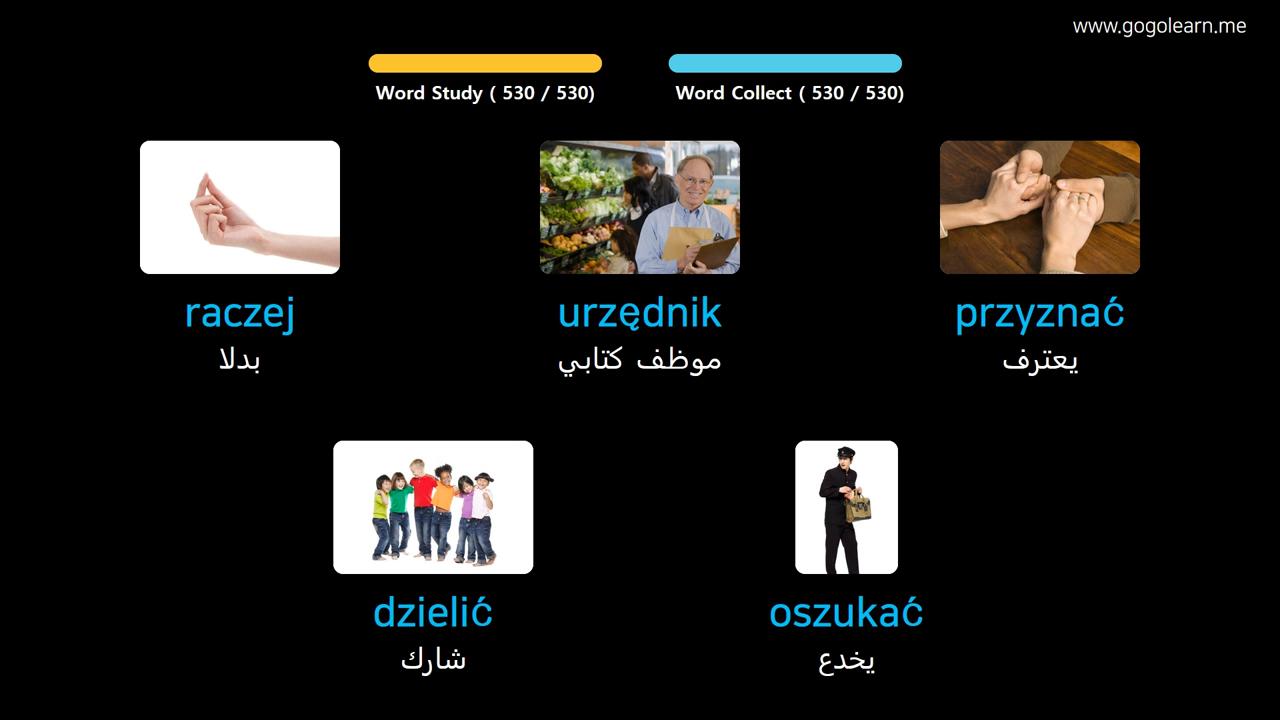 www.gogolearn.me
Word Study ( 530 / 530)
Word Collect ( 530 / 530)
raczej
بدلا
urzędnik
موظف كتابي
przyznać
يعترف
dzielić
شارك
oszukać
يخدع